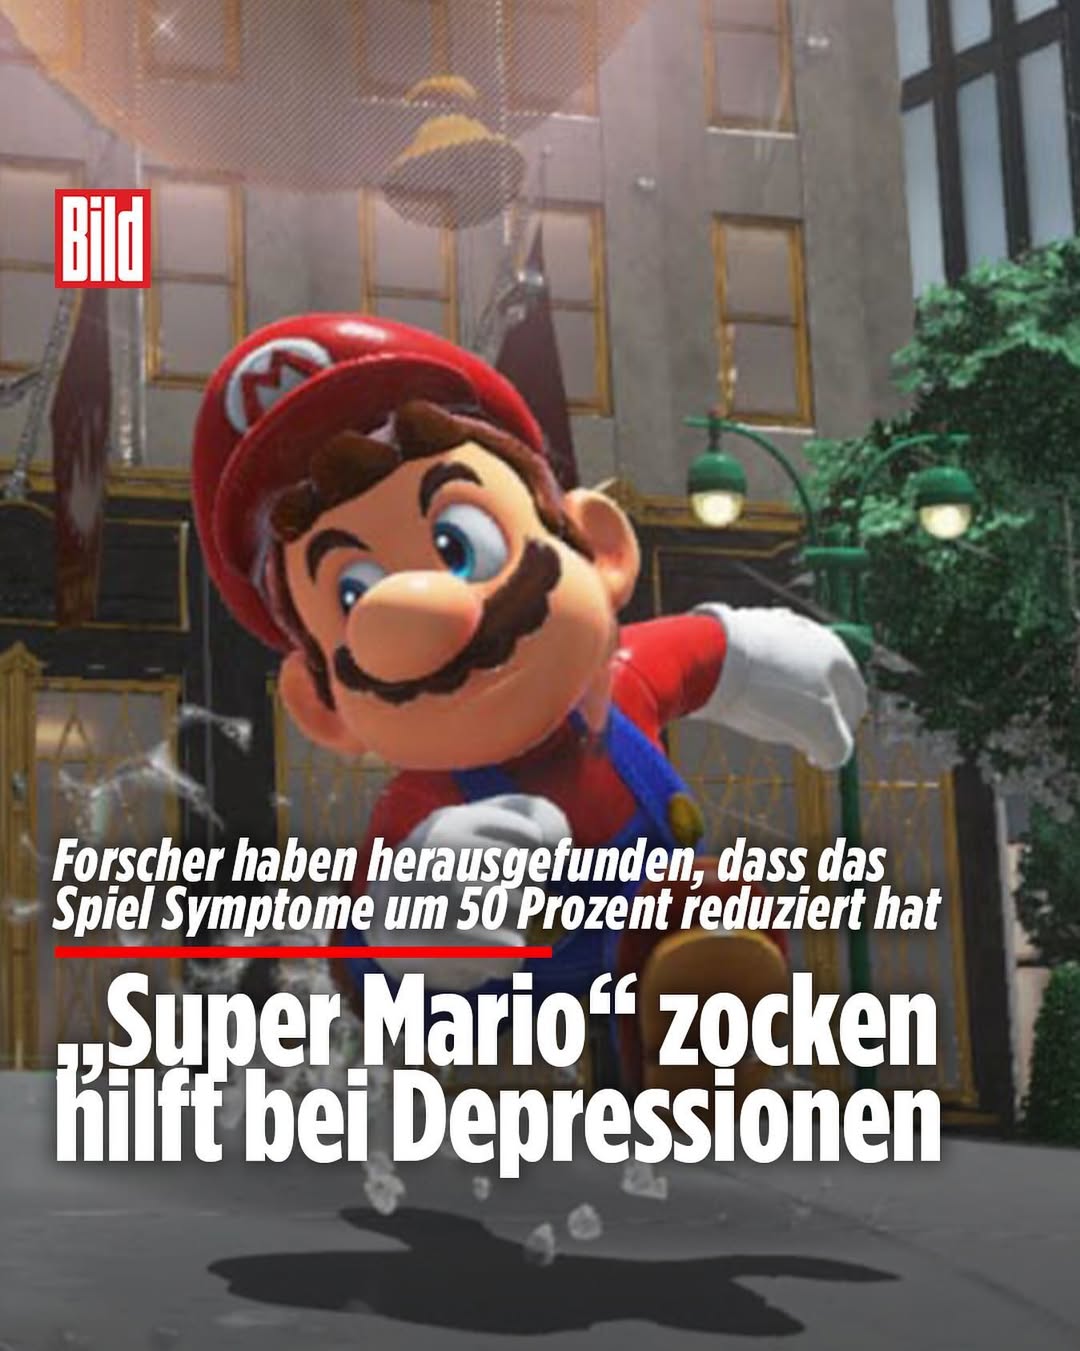 Bild
Forscher haben herausgefunden, dass das
Spiel Symptome um 50 Prozent reduziert hat
„Super Mario“ zocken
hilft bei Depressionen